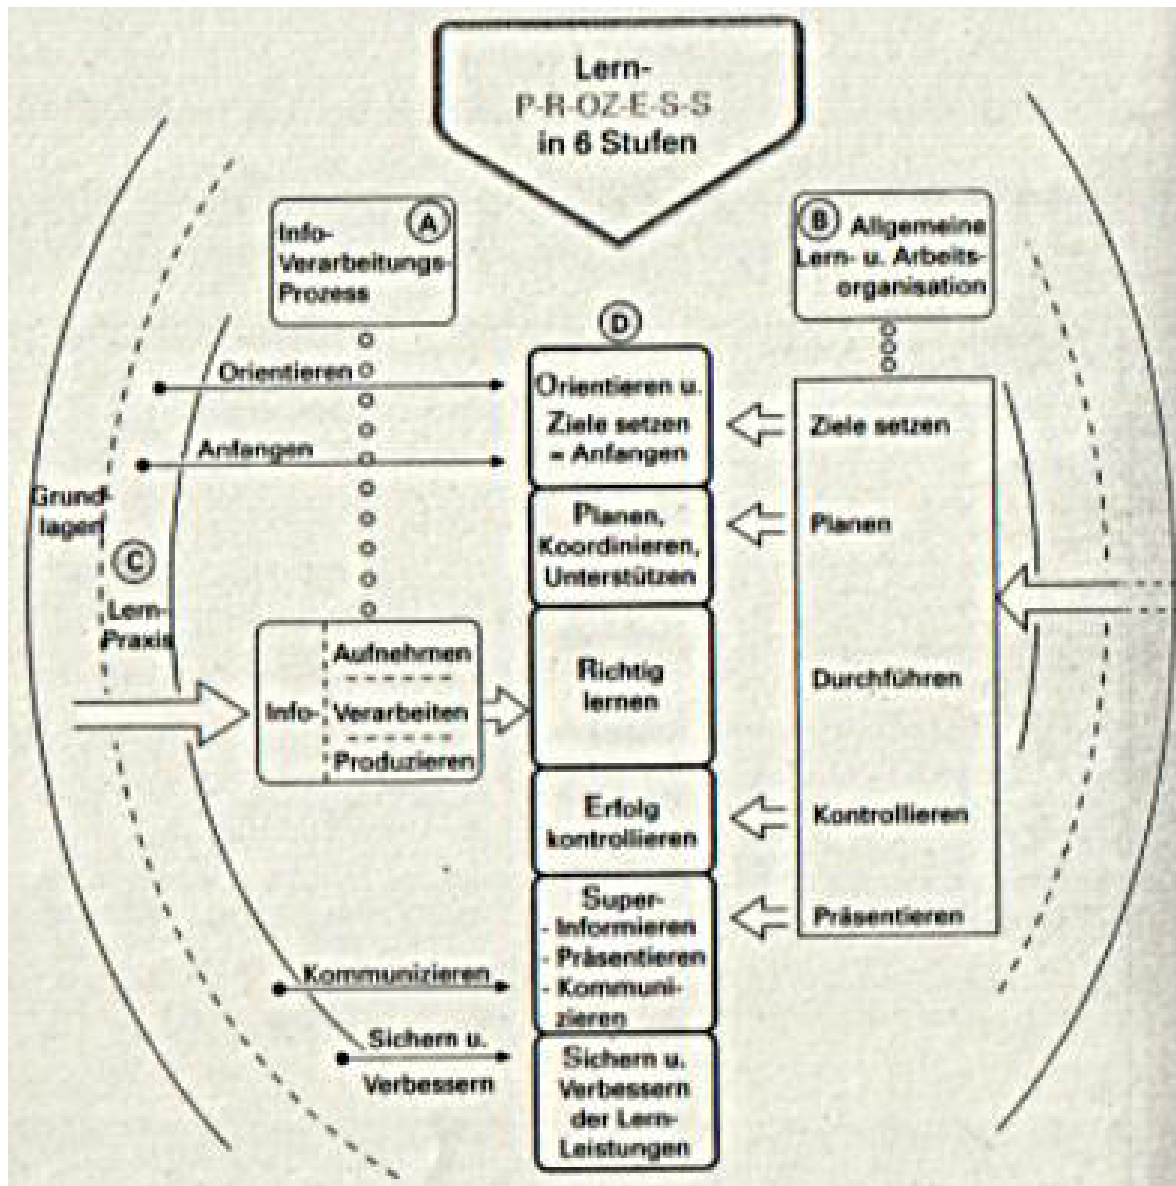 Lern-
P-R-OZ-E-S-S
in 6 Stufen
A
Info-
Verarbeitungs-
Prozess
B Allgemeine
Lern- u. Arbeits-
organisation
D
Orientieren
Anfangen
Grund-
lagen
C
Lern-
Praxis
Info-
Aufnehmen
Verarbeiten
Produzieren
Kommunizieren
Sichern u.
Verbessern
Orientieren u.
Ziele setzen
= Anfangen
Planen,
Koordinieren,
Unterstützen
Richtig
lernen
Erfolg
kontrollieren
Super-
- Informieren
- Präsentieren
- Kommuni-
zieren
Sichern u.
Verbessern
der Lern-
Leistungen
Ziele setzen
Planen
Durchführen
Kontrollieren
Präsentieren